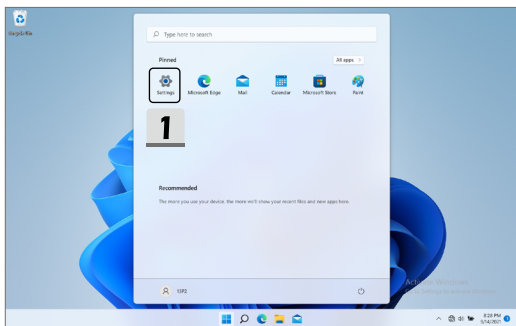 Recycle Bin
Type here to search
Pinned
All apps >
Settings
Microsoft Edge
Mail
Calendar
Microsoft Store
Paint
1
Recommended
The more you use your device, the more we'll show your recent files and new apps here.
Activate Windows
8:28 PM
5/14/2021